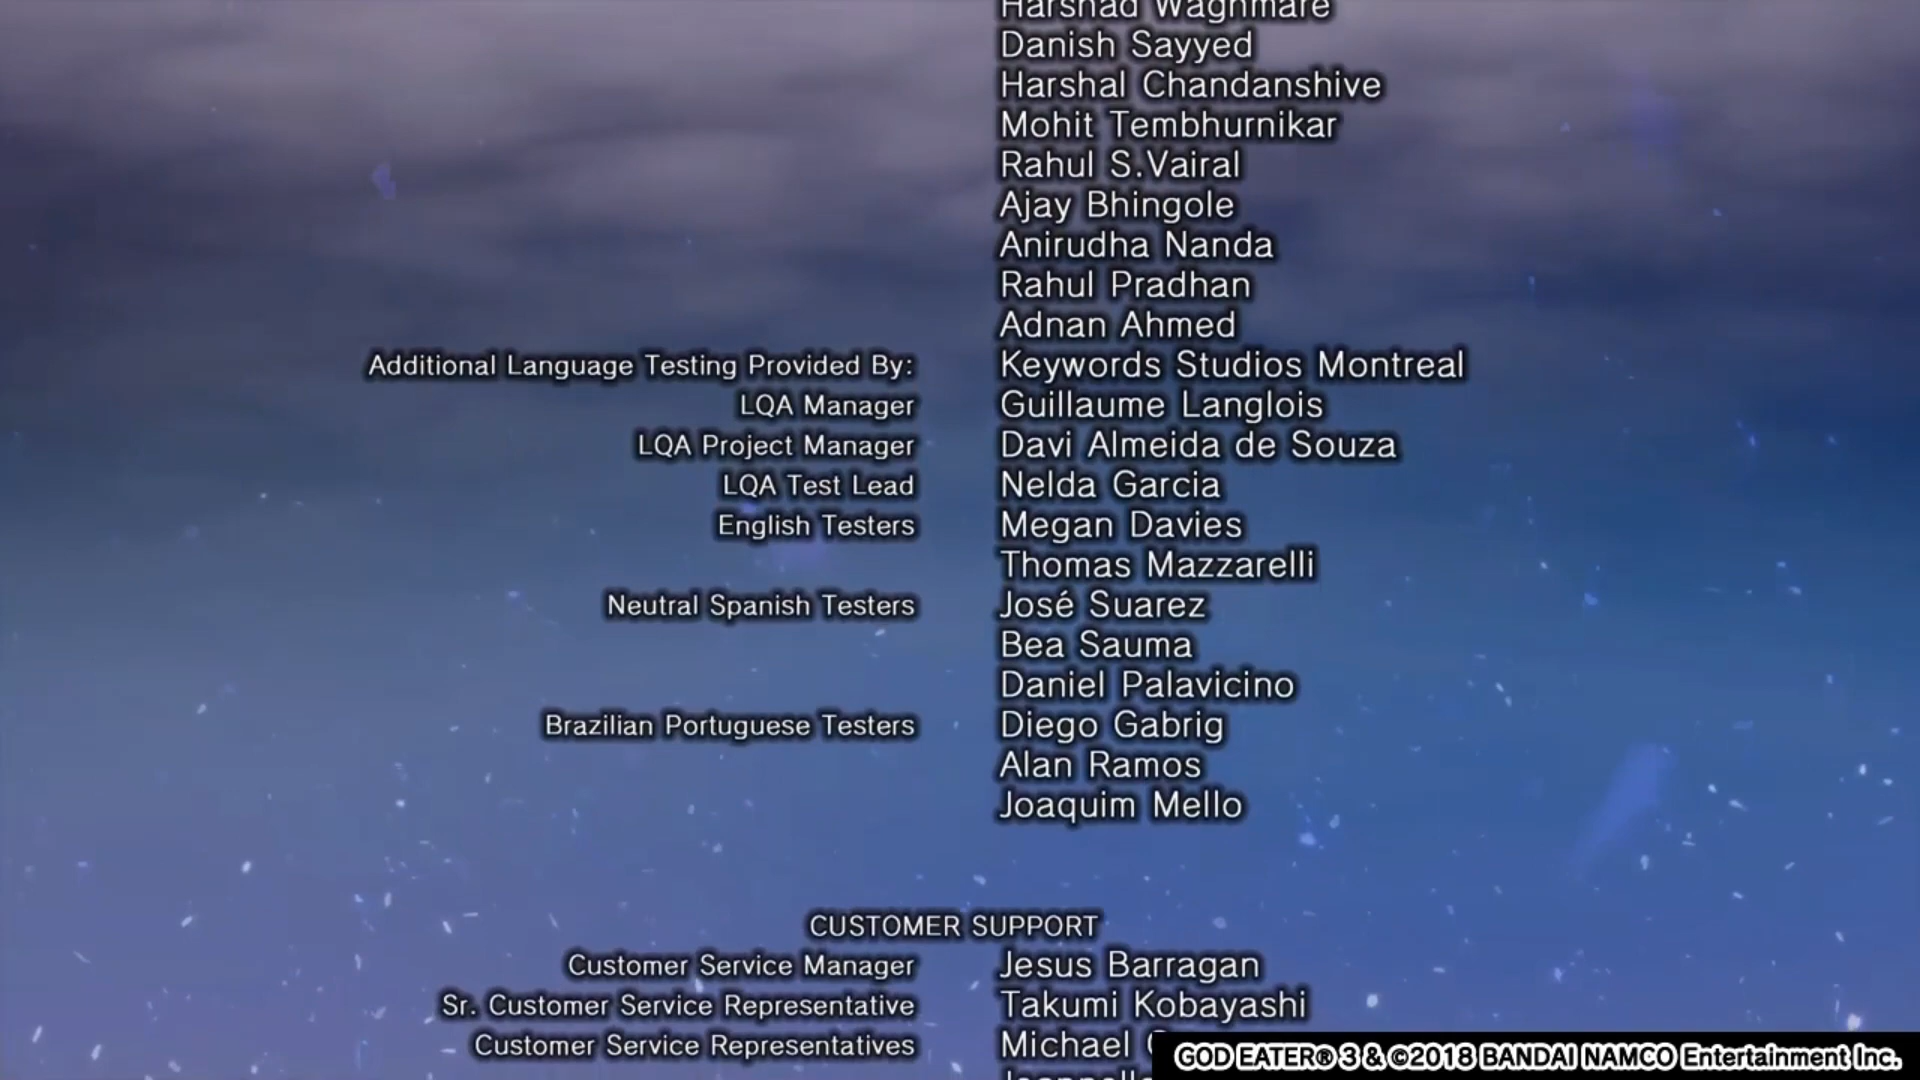 Harshad Waghmare
Danish Sayyed
Harshal Chandanshive
Mohit Tembhurnikar
Rahul S.Vairal
Ajay Bhingole
Anirudha Nanda
Rahul Pradhan
Adnan Ahmed
Additional Language Testing Provided By: Keywords Studios Montreal
LQA Manager Guillaume Langlois
LQA Project Manager Davi Almeida de Souza
LQA Test Lead Nelda Garcia
English Testers Megan Davies
Thomas Mazzarelli
Neutral Spanish Testers José Suarez
Bea Sauma
Daniel Palavicino
Brazilian Portuguese Testers Diego Gabrig
Alan Ramos
Joaquim Mello
CUSTOMER SUPPORT
Customer Service Manager Jesus Barragan
Sr. Customer Service Representative Takumi Kobayashi
Customer Service Representatives Michael
GOD EATER® 3 & ©2018 BANDAI NAMCO Entertainment Inc.